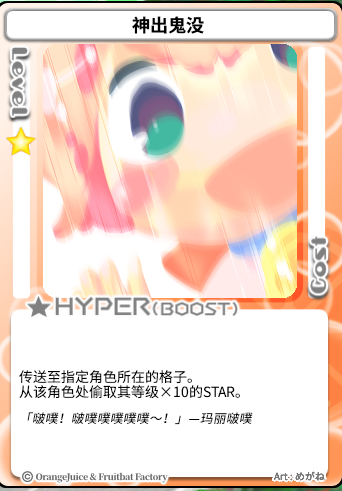 神出鬼没
Level
Cost
HYPER(BOOST)
传送至指定角色所在的格子。
从该角色处偷取其等级×10的STAR。
「啵噗！啵噗噗噗噗噗～！」—玛丽啵噗
© OrangeJuice & Fruitbat Factory
Art : めがね